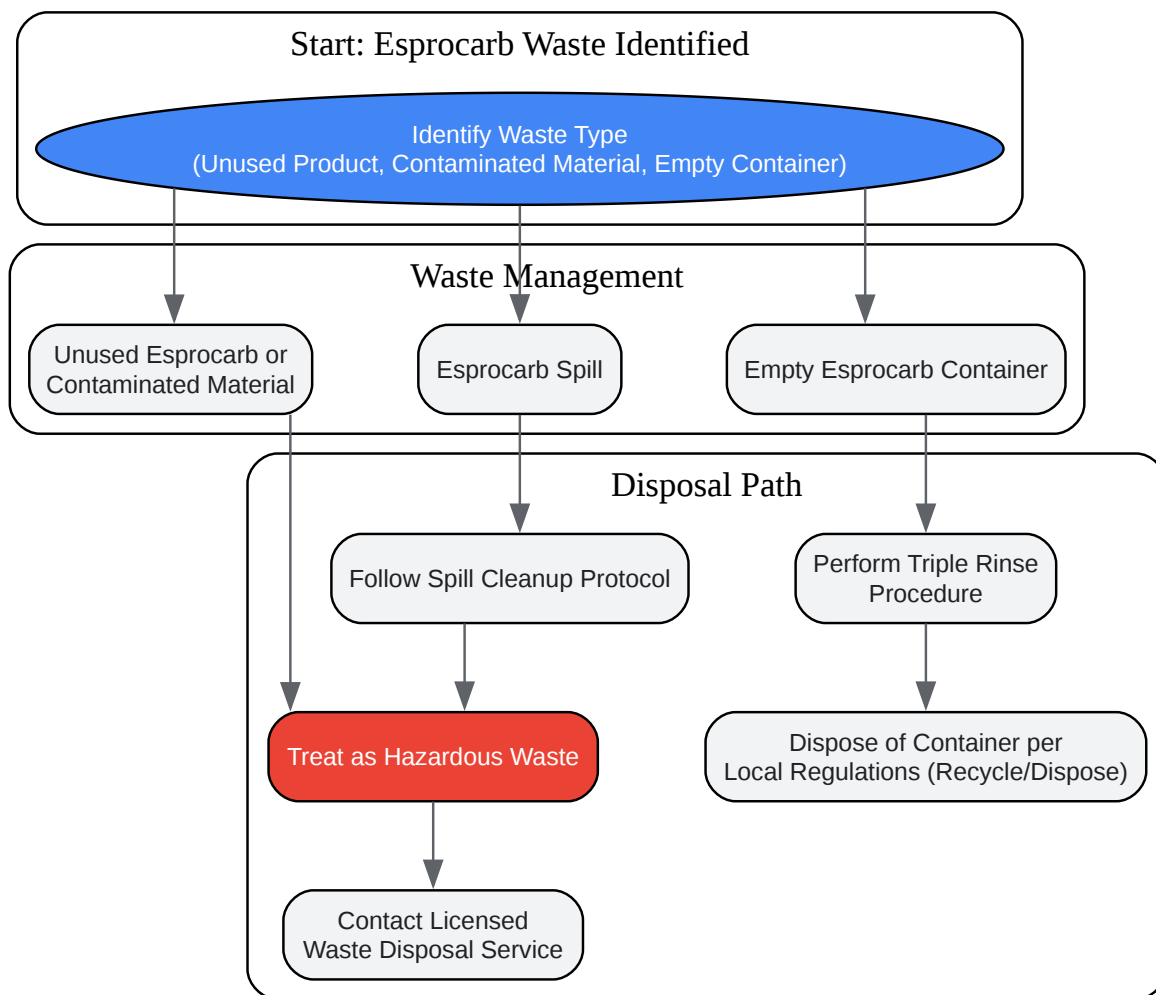 Start: Esprocarb Waste Identified
Identify Waste Type
(Unused Product, Contaminated Material, Empty Container)
Waste Management
Unused Esprocarb or
Contaminated Material
Esprocarb Spill
Empty Esprocarb Container
Disposal Path
Follow Spill Cleanup Protocol
Perform Triple Rinse
Procedure
Treat as Hazardous Waste
Dispose of Container per
Local Regulations (Recycle/Dispose)
Contact Licensed
Waste Disposal Service